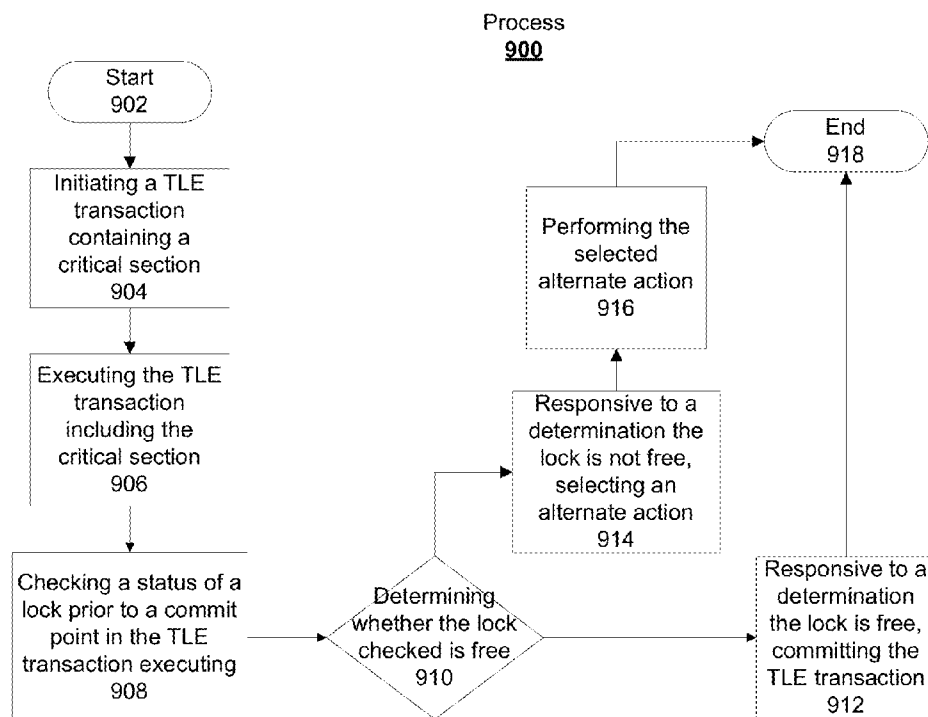 Process
900
Start
902
Initiating a TLE
transaction
containing a
critical section
904
Executing the TLE
transaction
including the
critical section
906
Checking a status of a
lock prior to a commit
point in the TLE
transaction executing
908
Determining
whether the lock
checked is free
910
Responsive to a
determination the
lock is not free,
selecting an
alternate action
914
Performing the
selected
alternate action
916
Responsive to a
determination
the lock is free,
committing the
TLE transaction
912
End
918